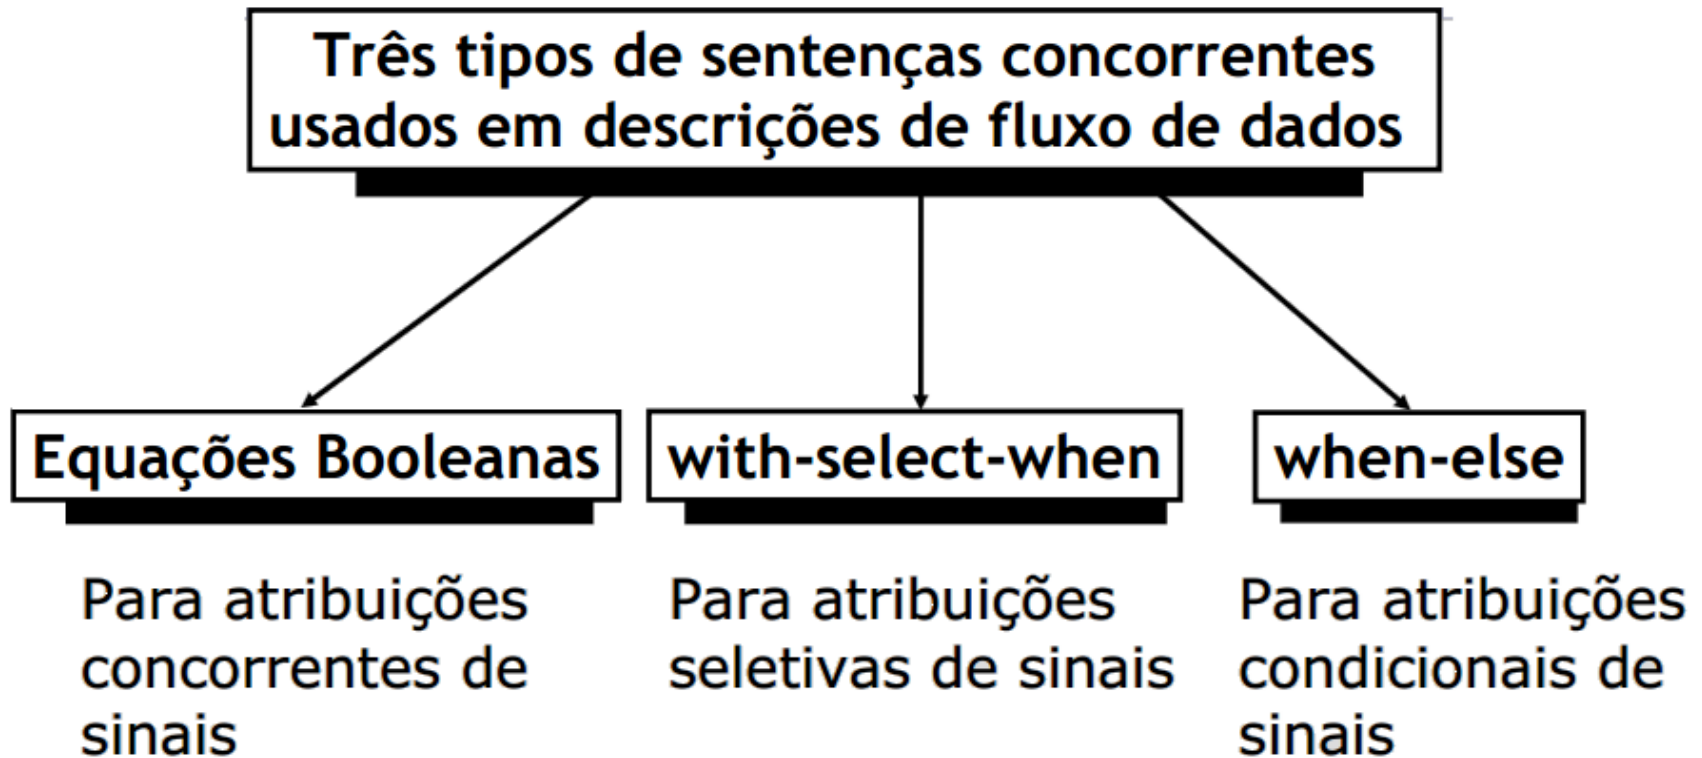 Três tipos de sentenças concorrentes
usados em descrições de fluxo de dados
Equações Booleanas
with-select-when
when-else
Para atribuições
concorrentes de
sinais
Para atribuições
seletivas de sinais
Para atribuições
condicionais de
sinais